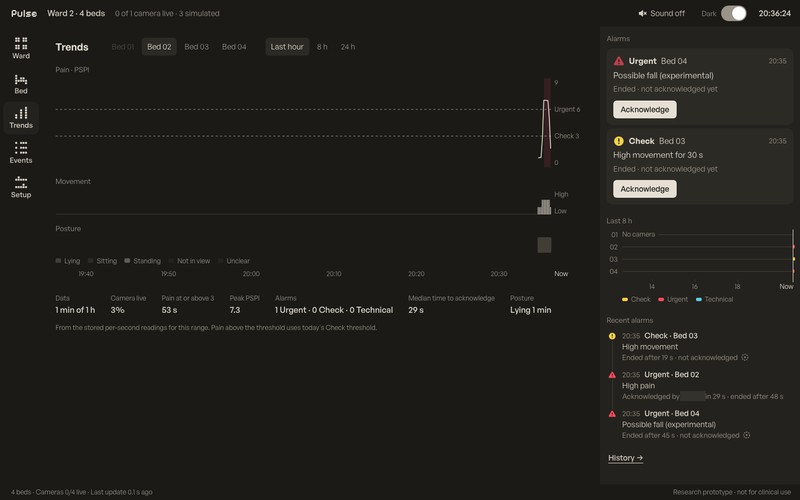 Pulse
Ward 2 · 4 beds
0 of 1 camera live · 3 simulated
Sound off
Dark
20:36:24
Ward
Bed
Trends
Events
Setup
Trends
Bed 01
Bed 02
Bed 03
Bed 04
Last hour
8 h
24 h
Pain · PSPI
9
Urgent 6
Check 3
0
Movement
High
Low
Posture
Lying
Sitting
Standing
Not in view
Unclear
19:40
19:50
20:00
20:10
20:20
20:30
Now
Data
1 min of 1 h
Camera live
3%
Pain at or above 3
53 s
Peak PSPI
7.3
Alarms
1 Urgent · 0 Check · 0 Technical
Median time to acknowledge
29 s
Posture
Lying 1 min
From the stored per-second readings for this range. Pain above the threshold uses today's Check threshold.
Alarms
Urgent Bed 04
20:35
Possible fall (experimental)
Ended · not acknowledged yet
Acknowledge
Check Bed 03
20:35
High movement for 30 s
Ended · not acknowledged yet
Acknowledge
Last 8 h
01 No camera
02
03
04
14
16
18
Now
Check
Urgent
Technical
Recent alarms
20:35 Check · Bed 03
High movement
Ended after 19 s · not acknowledged
20:35 Urgent · Bed 02
High pain
Acknowledged by in 29 s · ended after 48 s
20:35 Urgent · Bed 04
Possible fall (experimental)
Ended after 45 s · not acknowledged
History →
4 beds · Cameras 0/4 live · Last update 0.1 s ago
Research prototype · not for clinical use